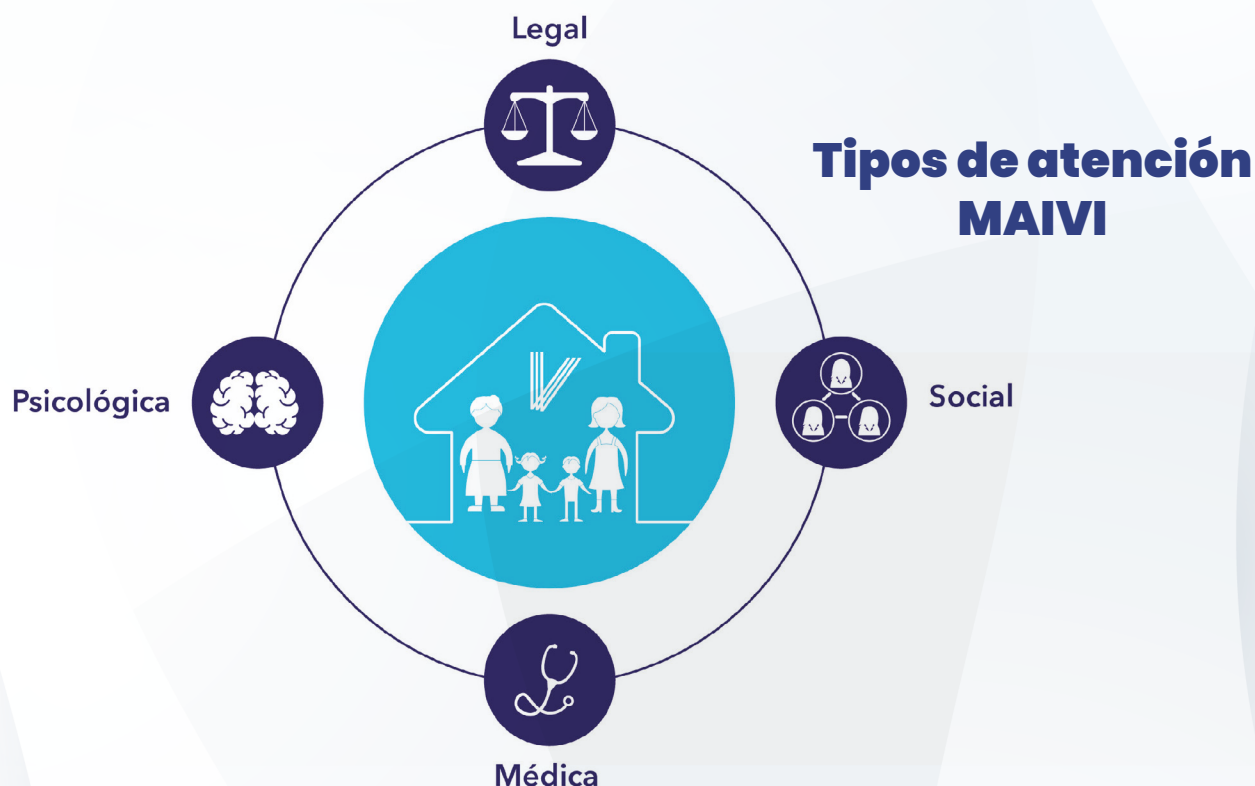 Legal
Tipos de atención
MAIVI
Psicológica
Social
Médica